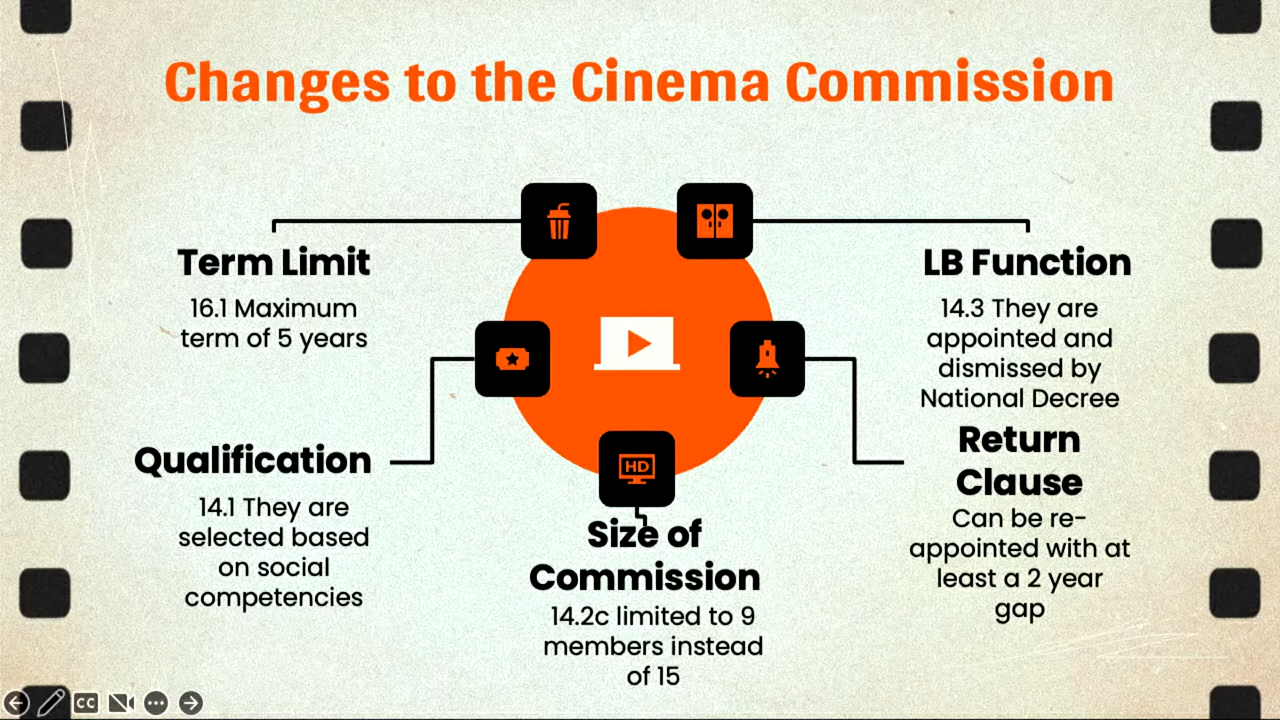 Changes to the Cinema Commission
Term Limit
16.1 Maximum
term of 5 years
LB Function
14.3 They are
appointed and
dismissed by
National Decree
Qualification
14.1 They are
selected based
on social
competencies
HD
Size of
Commission
14.2c limited to 9
members instead
of 15
Return
Clause
Can be re-
appointed with at
least a 2 year
gap
CC